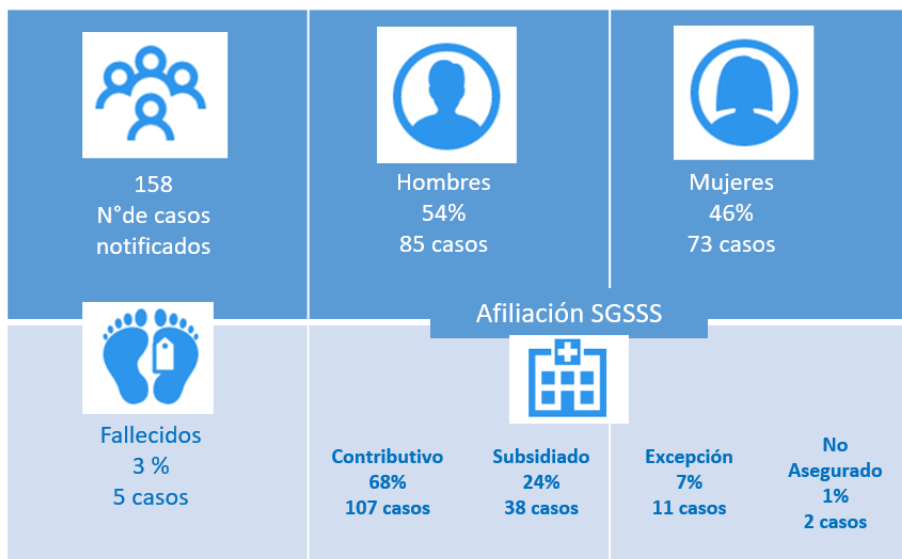 158
N°de casos
notificados
Hombres
54%
85 casos
Mujeres
46%
73 casos
Afiliación SGSSS
Fallecidos
3 %
5 casos
Contributivo
68%
107 casos
Subsidiado
24%
38 casos
Excepción
7%
11 casos
No
Asegurado
1%
2 casos